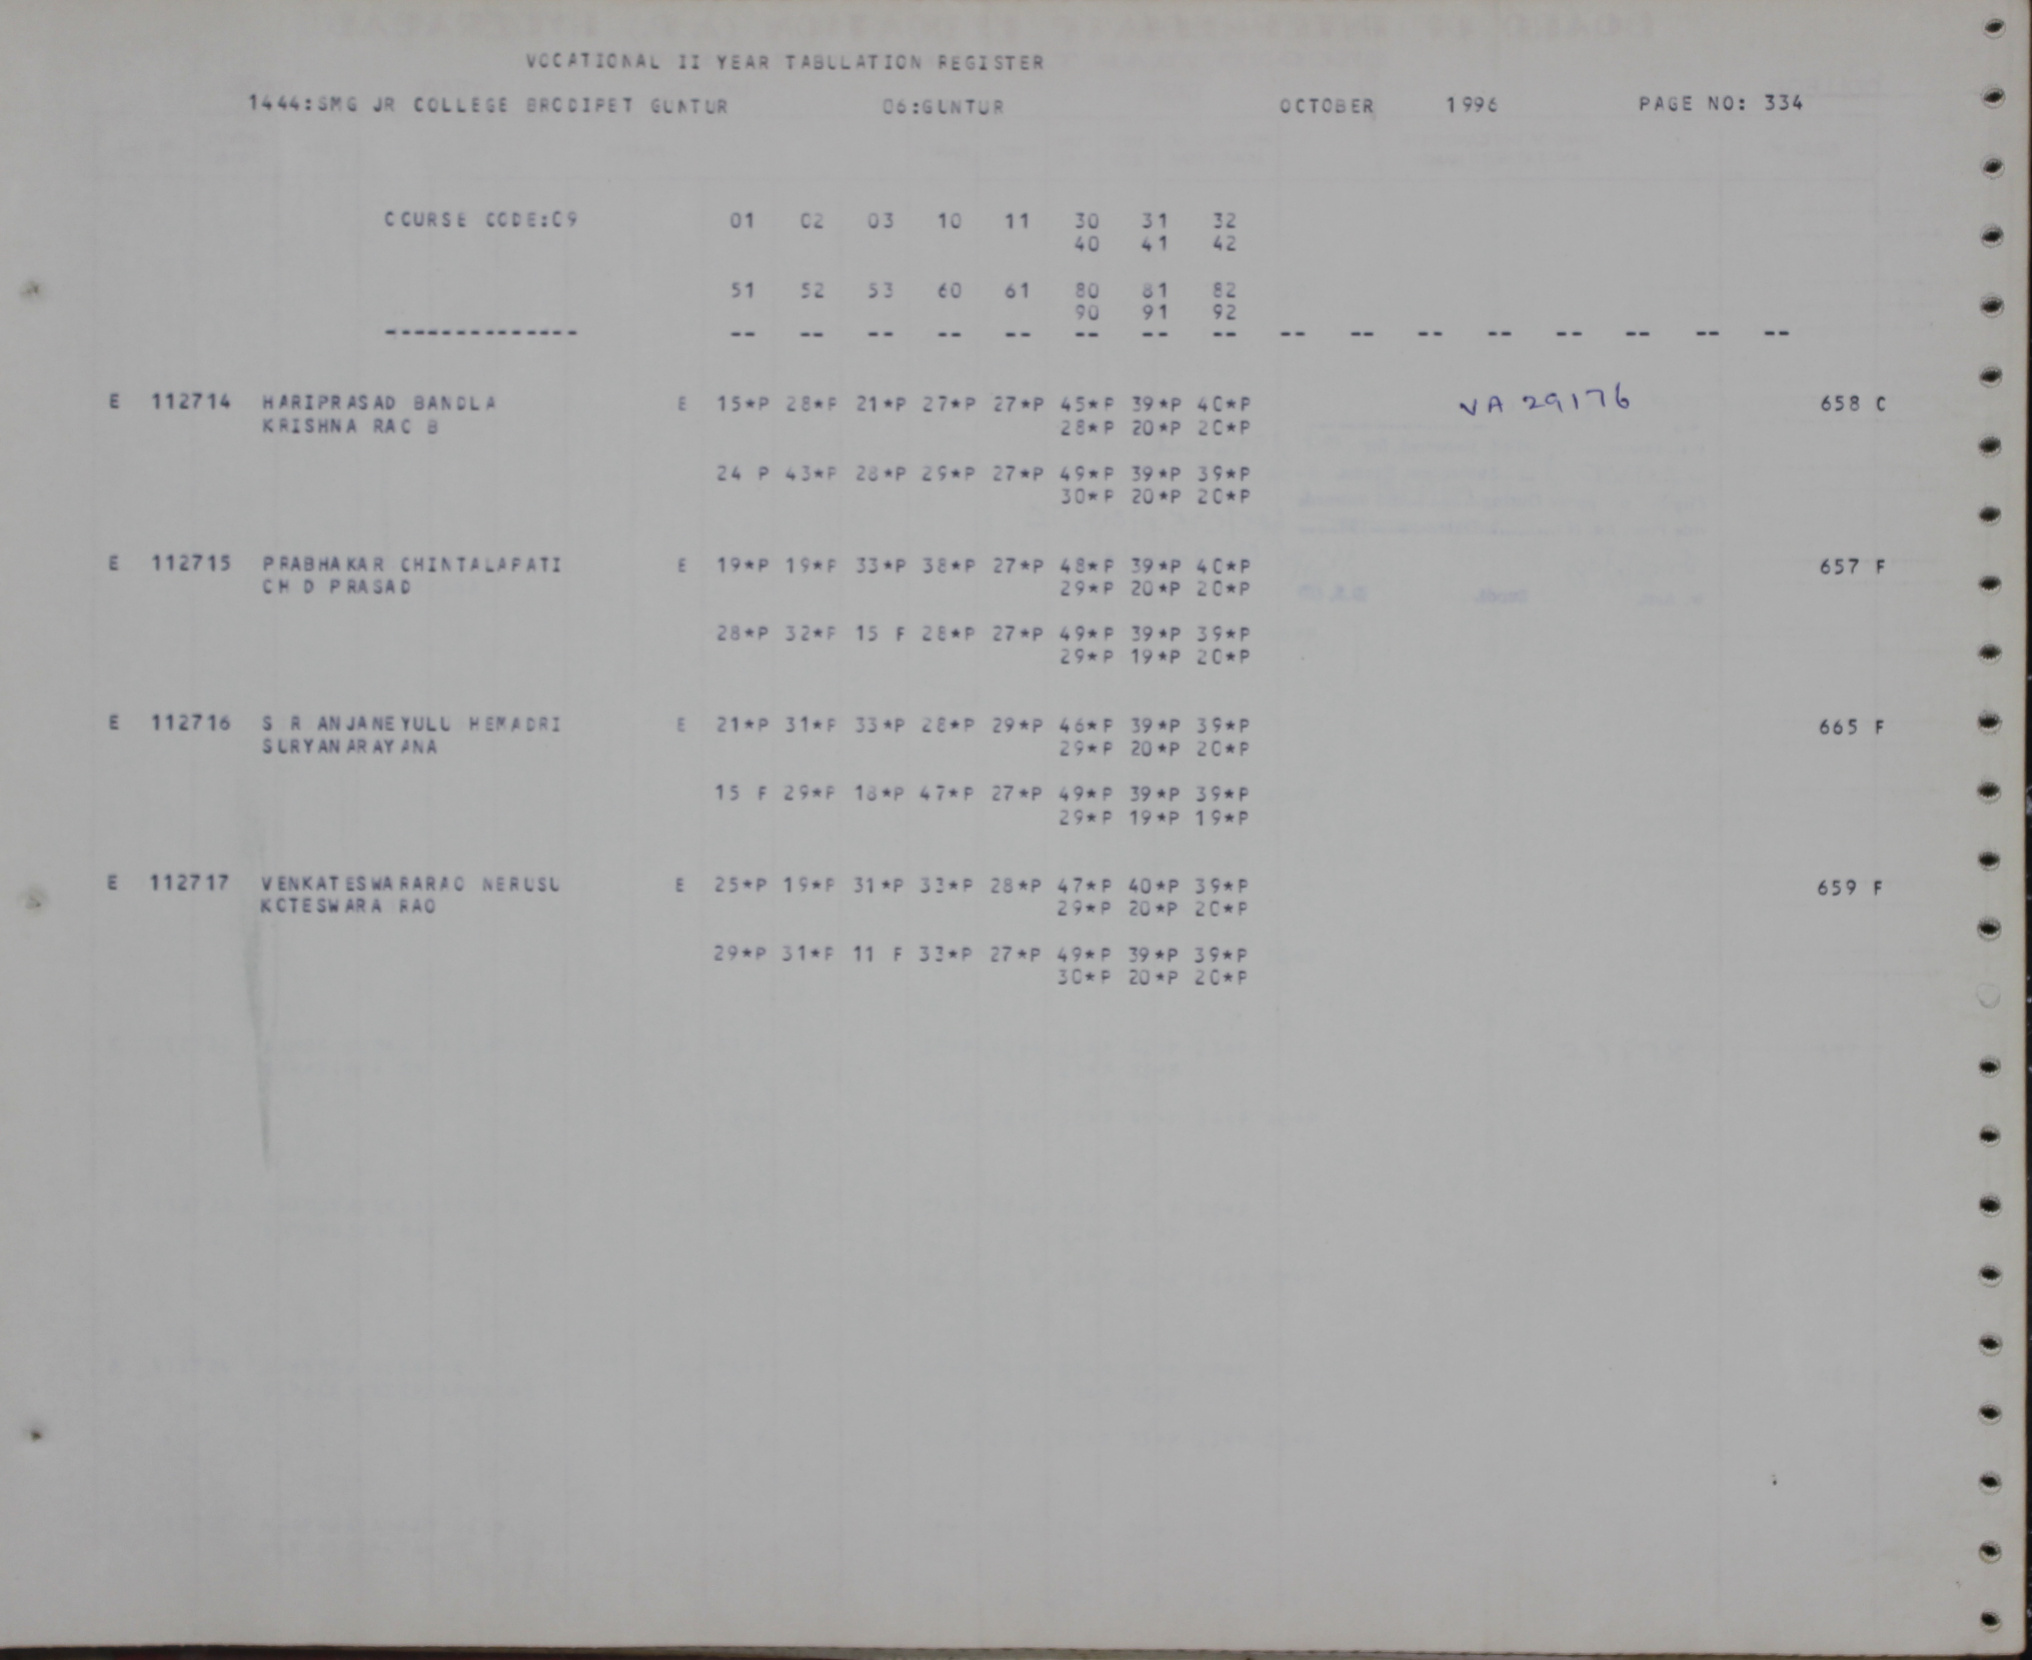 VOCATIONAL II YEAR TABULATION REGISTER
1444:SMG JR COLLEGE BRODIPET GUNTUR 06:GUNTUR OCTOBER 1996 PAGE NO: 334
COURSE CODE:09 01 02 03 10 11 30 31 32
40 41 42
51 52 53 60 61 80 81 82
90 91 92
-------------- -- -- -- -- -- -- -- -- -- -- -- -- -- -- -- --
E 112714 HARIPRASAD BANDLA E 15*P 28*P 21*P 27*P 27*P 45*P 39*P 40*P VA 29176 658 C
KRISHNA RAO B 28*P 20*P 20*P
24 P 43*P 28*P 29*P 27*P 49*P 39*P 39*P
30*P 20*P 20*P
E 112715 PRABHAKAR CHINTALAPATI E 19*P 19*P 33*P 38*P 27*P 48*P 39*P 40*P 657 F
CH D PRASAD 29*P 20*P 20*P
28*P 32*P 15 F 28*P 27*P 49*P 39*P 39*P
29*P 19*P 20*P
E 112716 S R ANJANEYULU HEMADRI E 21*P 31*P 33*P 28*P 29*P 46*P 39*P 39*P 665 F
SURYANARAYANA 29*P 20*P 20*P
15 F 29*P 18*P 47*P 27*P 49*P 39*P 39*P
29*P 19*P 19*P
E 112717 VENKATESWARARAO NERUSU E 25*P 19*P 31*P 33*P 28*P 47*P 40*P 39*P 659 F
KOTESWARA RAO 29*P 20*P 20*P
29*P 31*P 11 F 33*P 27*P 49*P 39*P 39*P
30*P 20*P 20*P